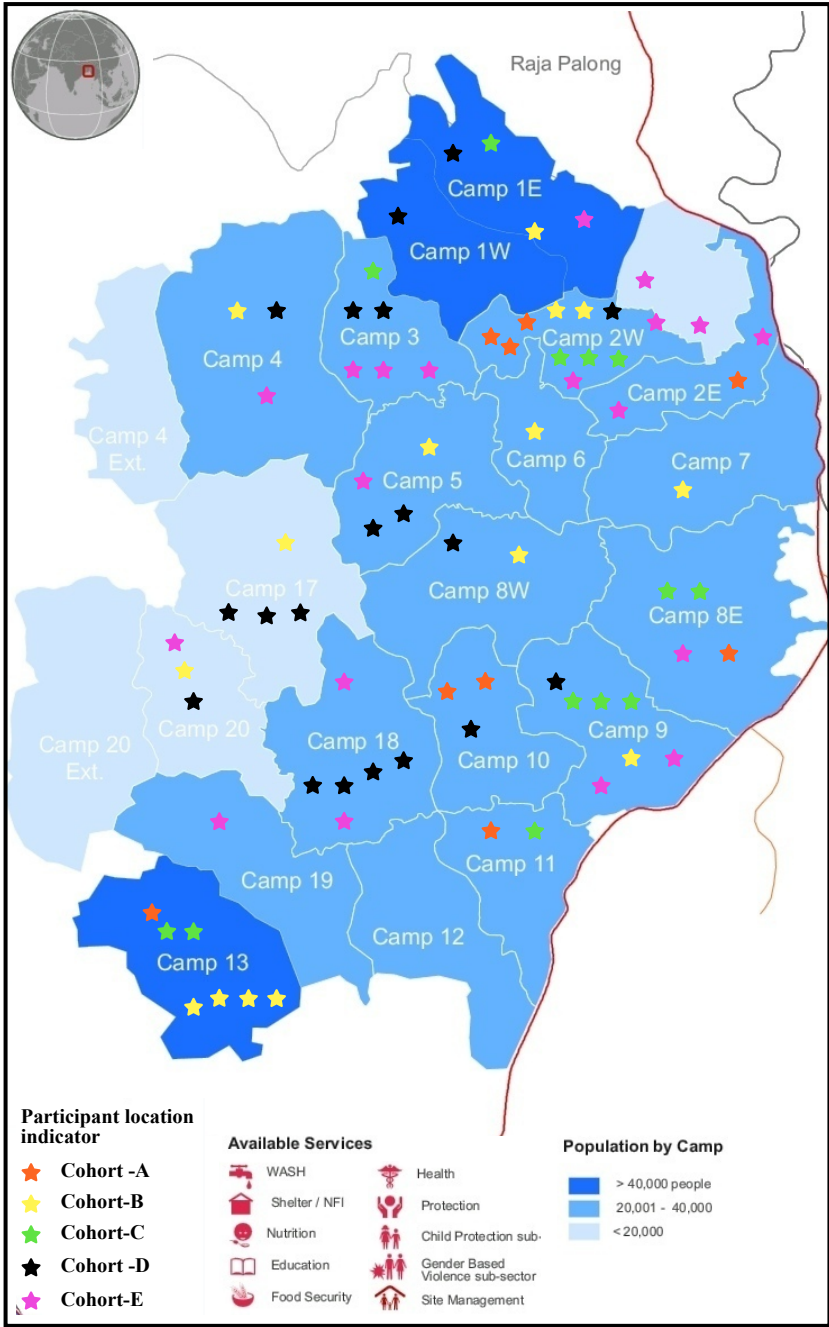 Raja Palong
Camp 1E
Camp 1W
Camp 2W
Camp 3
Camp 4
Camp 2E
Camp 4
Ext.
Camp 6
Camp 7
Camp 5
Camp 17
Camp 8W
Camp 8E
Camp 20
Camp 9
Camp 18
Camp 20
Ext.
Camp 10
Camp 11
Camp 19
Camp 12
Camp 13
Participant location
indicator
Cohort -A
Cohort-B
Cohort-C
Cohort -D
Cohort-E
Available Services
WASH
Shelter / NFI
Nutrition
Education
Food Security
Health
Protection
Child Protection sub-
Gender Based
Violence sub-sector
Site Management
Population by Camp
> 40,000 people
20,001 - 40,000
<20,000